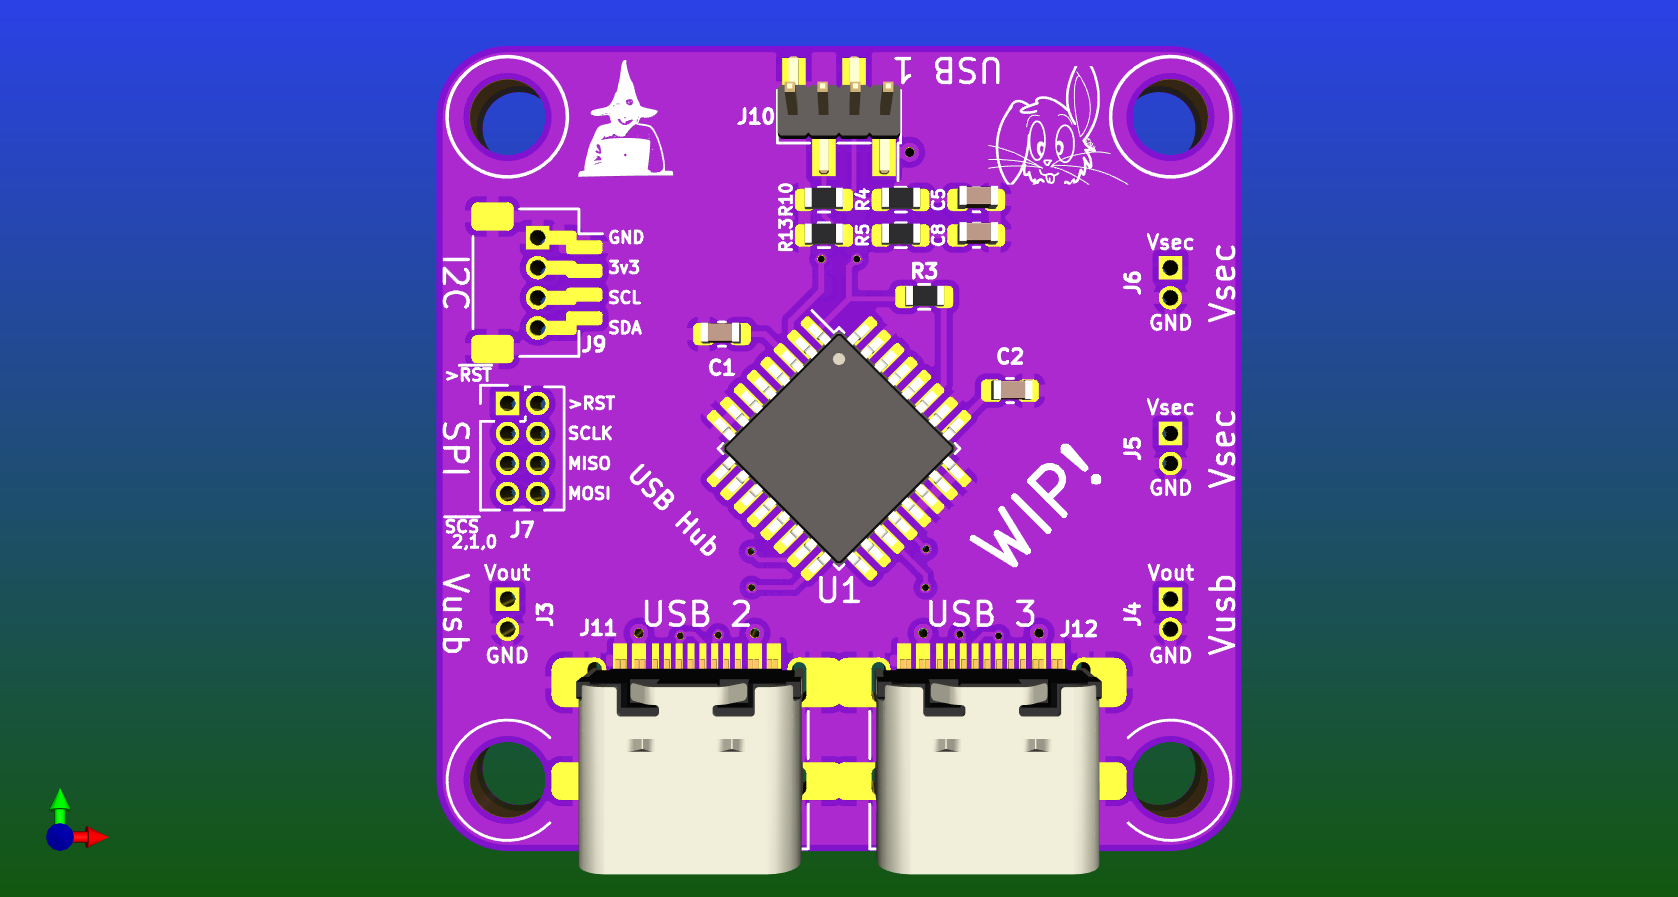 USB 1
J10
R13R10
R4
R5
C5
C8
R3
GND
3v3
SCL
SDA
I2C
J9
C1
C2
>RST
>RST
SCLK
MISO
MOSI
SPI
SCS
2,1,0
J7
USB Hub
U1
WIP!
Vsec
J6
GND
Vsec
Vsec
J5
GND
Vsec
Vout
J3
GND
Vusb
Vout
J4
GND
Vusb
J11
USB 2
USB 3
J12